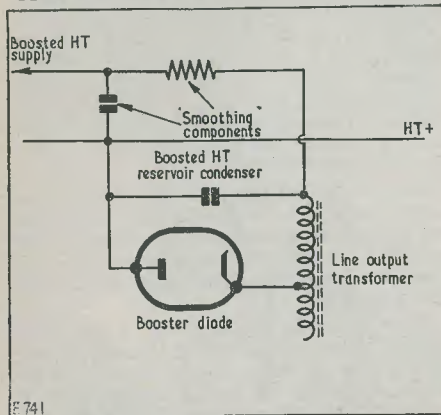 Boosted HT
supply
"Smoothing
components
HT+
Boosted HT
reservoir condenser
Line output
transformer
Booster diode
E741